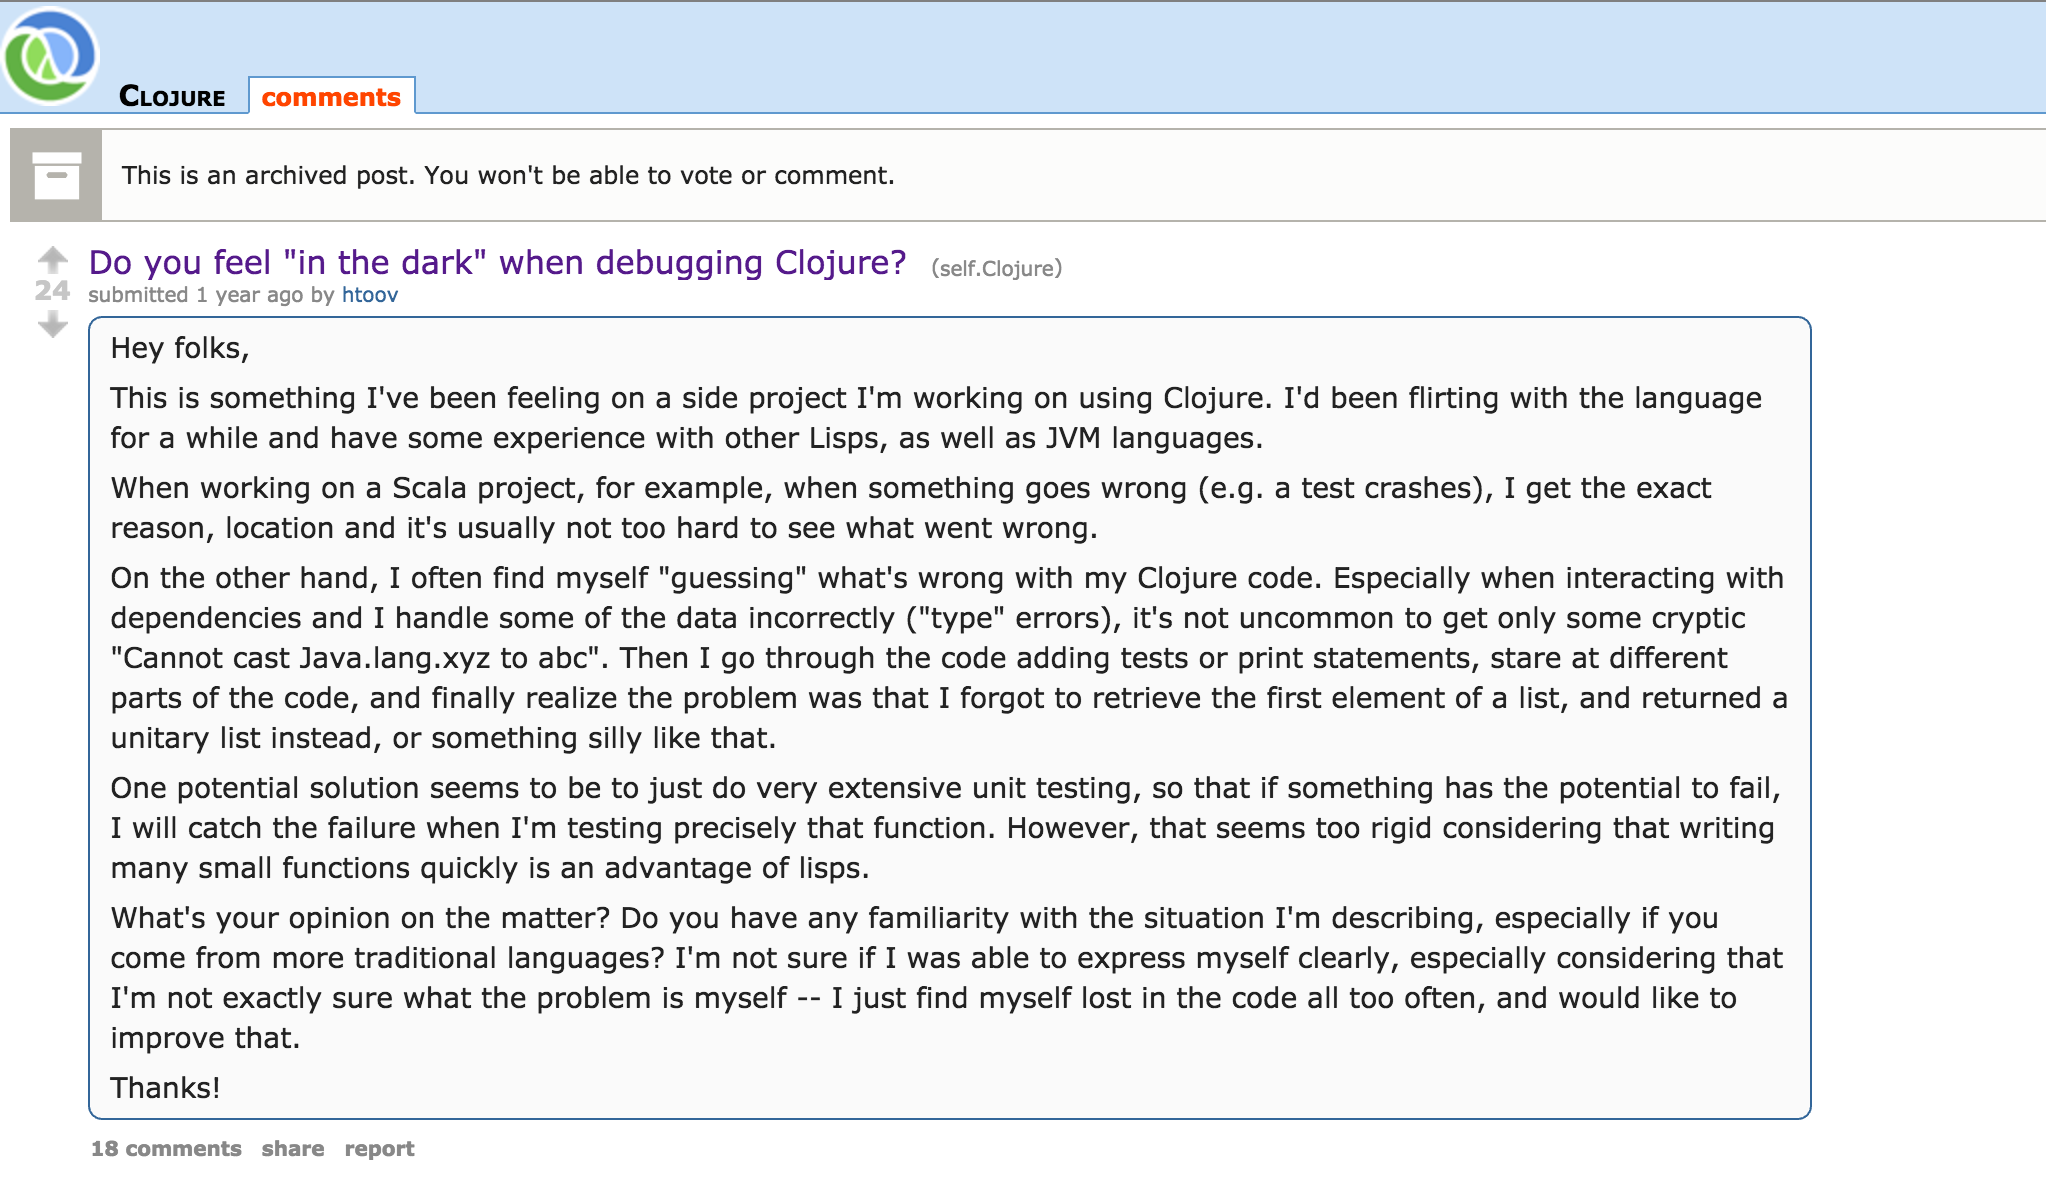 CLOJURE comments
This is an archived post. You won't be able to vote or comment.
Do you feel "in the dark" when debugging Clojure? (self.Clojure)
24
submitted 1 year ago by htoov
Hey folks,
This is something I've been feeling on a side project I'm working on using Clojure. I'd been flirting with the language
for a while and have some experience with other Lisps, as well as JVM languages.
When working on a Scala project, for example, when something goes wrong (e.g. a test crashes), I get the exact
reason, location and it's usually not too hard to see what went wrong.
On the other hand, I often find myself "guessing" what's wrong with my Clojure code. Especially when interacting with
dependencies and I handle some of the data incorrectly ("type" errors), it's not uncommon to get only some cryptic
"Cannot cast Java.lang.xyz to abc". Then I go through the code adding tests or print statements, stare at different
parts of the code, and finally realize the problem was that I forgot to retrieve the first element of a list, and returned a
unitary list instead, or something silly like that.
One potential solution seems to be to just do very extensive unit testing, so that if something has the potential to fail,
I will catch the failure when I'm testing precisely that function. However, that seems too rigid considering that writing
many small functions quickly is an advantage of lisps.
What's your opinion on the matter? Do you have any familiarity with the situation I'm describing, especially if you
come from more traditional languages? I'm not sure if I was able to express myself clearly, especially considering that
I'm not exactly sure what the problem is myself -- I just find myself lost in the code all too often, and would like to
improve that.
Thanks!
18 comments share report